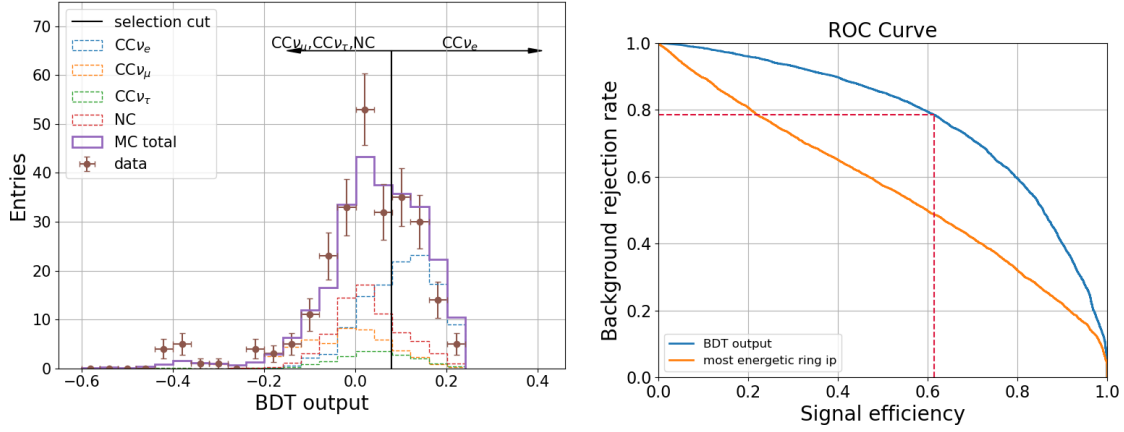 70
60
50
40
30
20
10
0
Entries
selection cut
CCνe
CCνμ
CCντ
NC
MC total
data
CCνμ,CCντ,NC
CCνe
−0.6
−0.4
−0.2
0.0
0.2
0.4
BDT output
ROC Curve
1.0
0.8
0.6
0.4
0.2
0.0
Background rejection rate
BDT output
most energetic ring ip
0.0
0.2
0.4
0.6
0.8
1.0
Signal efficiency